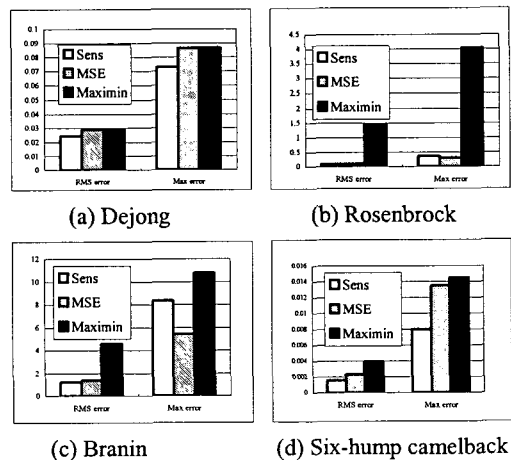 0.1
0.09
0.08
0.07
0.06
0.05
0.04
0.03
0.02
0.01
0
Sens
MSE
Maximin
RMS error
Max error
(a) Dejong
4.5
4
3.5
3
2.5
2
1.5
1
0.5
0
Sens
MSE
Maximin
RMS error
Max error
(b) Rosenbrock
12
10
8
6
4
2
0
Sens
MSE
Maximin
RMS error
Max error
(c) Branin
0.016
0.014
0.012
0.01
0.008
0.006
0.004
0.002
0
Sens
MSE
Maximin
RMS error
Max error
(d) Six-hump camelback